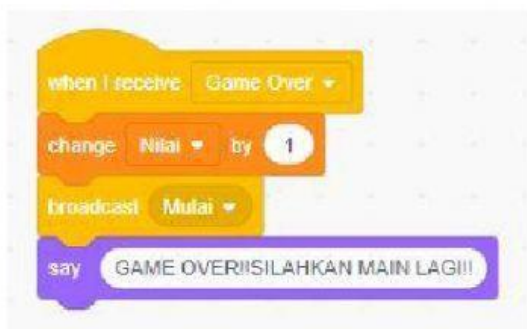 when I receive Game Over
change Nilai by 1
broadcast Mulai
say GAME OVER!!SILAHKAN MAIN LAGI!!